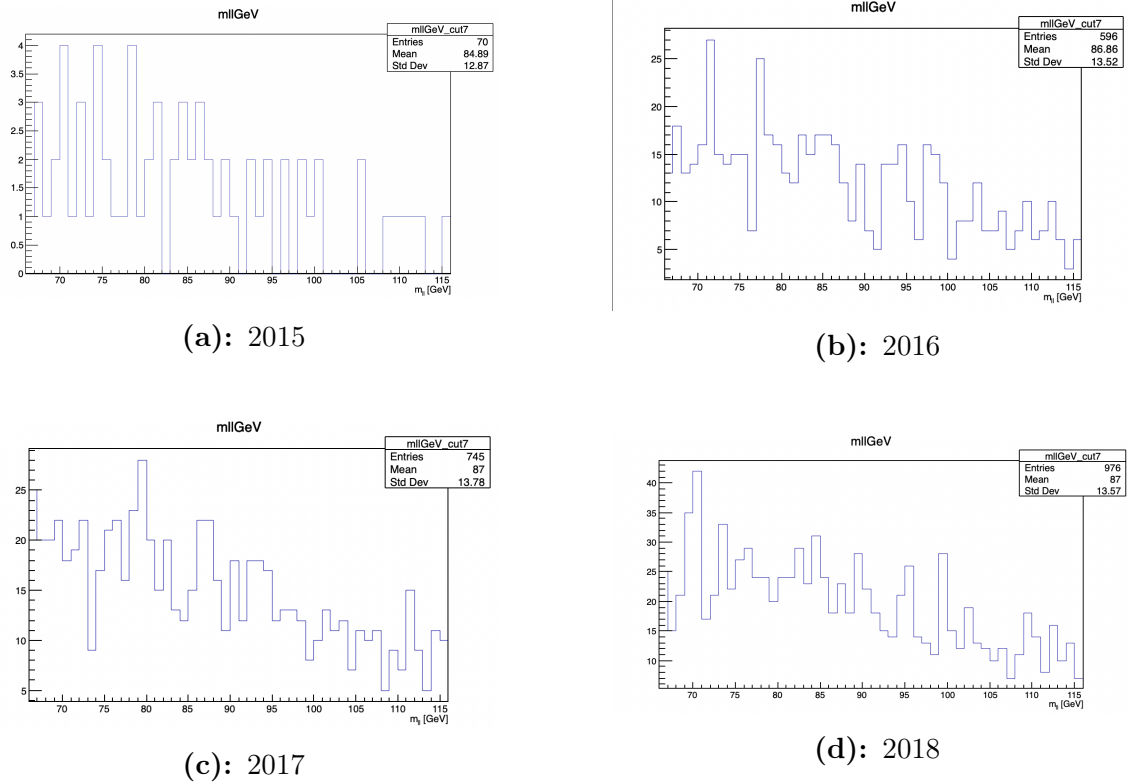 mllGeV
mllGeV_cut7
Entries 70
Mean 84.89
Std Dev 12.87
4
3.5
3
2.5
2
1.5
1
0.5
0
70 75 80 85 90 95 100 105 110 115
m_ll [GeV]
(a): 2015
mllGeV
mllGeV_cut7
Entries 596
Mean 86.86
Std Dev 13.52
25
20
15
10
5
70 75 80 85 90 95 100 105 110 115
m_ll [GeV]
(b): 2016
mllGeV
mllGeV_cut7
Entries 745
Mean 87
Std Dev 13.78
25
20
15
10
5
70 75 80 85 90 95 100 105 110 115
m_ll [GeV]
(c): 2017
mllGeV
mllGeV_cut7
Entries 976
Mean 87
Std Dev 13.57
40
35
30
25
20
15
10
70 75 80 85 90 95 100 105 110 115
m_ll [GeV]
(d): 2018